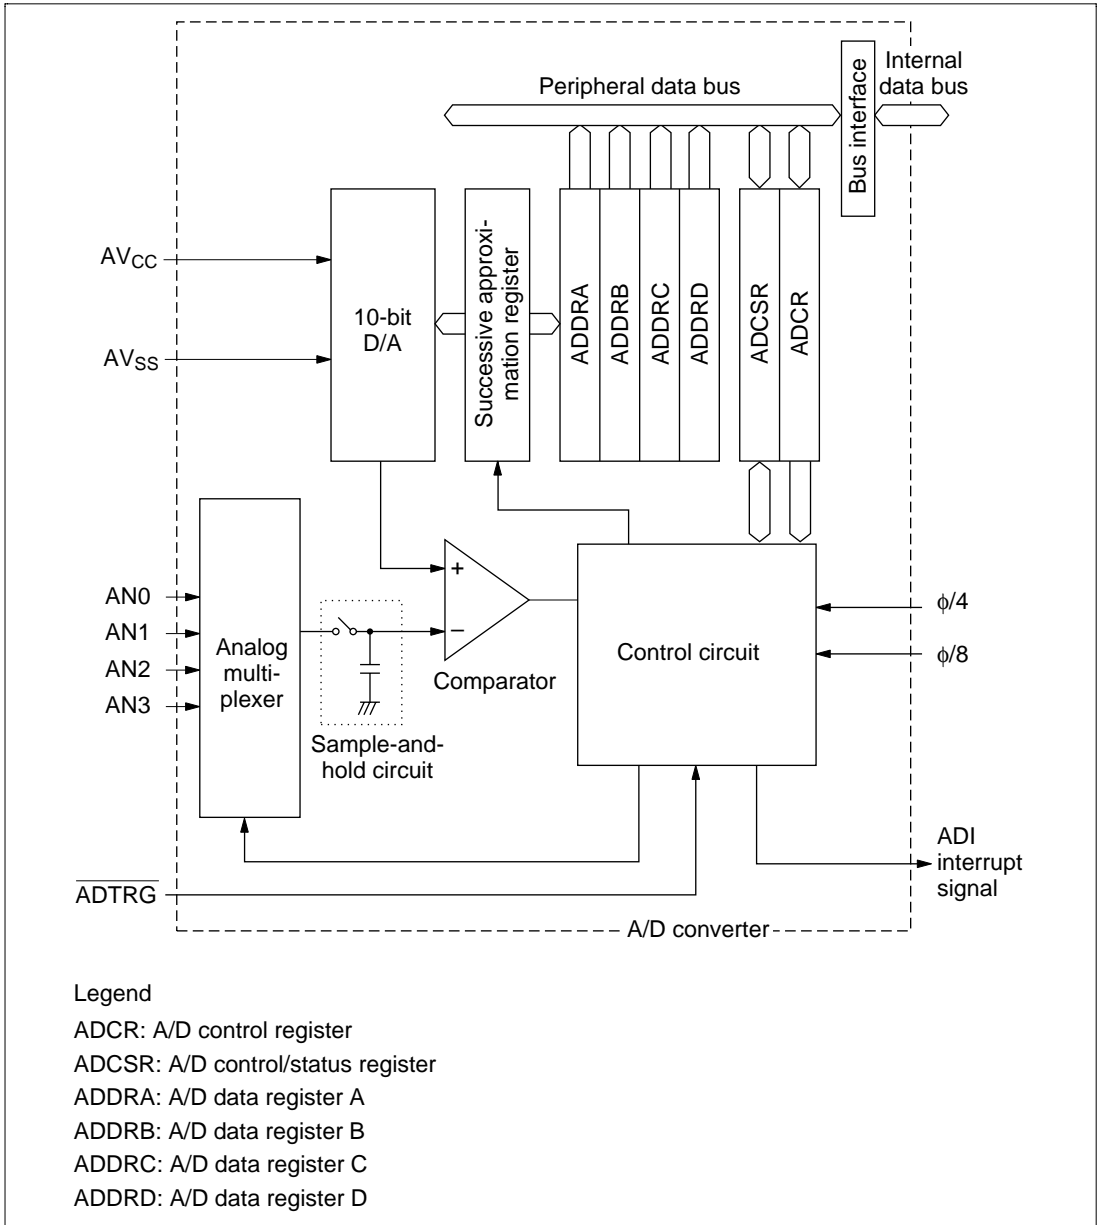 Internal
data bus
Peripheral data bus
Bus interface
AVCC
AVSS
10-bit
D/A
Successive approxi-
mation register
ADDRA
ADDRB
ADDRC
ADDRD
ADCSR
ADCR
AN0
AN1
AN2
AN3
Analog
multi-
plexer
+
−
Comparator
Sample-and-
hold circuit
Control circuit
ϕ/4
ϕ/8
ADTRG
ADI
interrupt
signal
A/D converter
Legend
ADCR: A/D control register
ADCSR: A/D control/status register
ADDRA: A/D data register A
ADDRB: A/D data register B
ADDRC: A/D data register C
ADDRD: A/D data register D